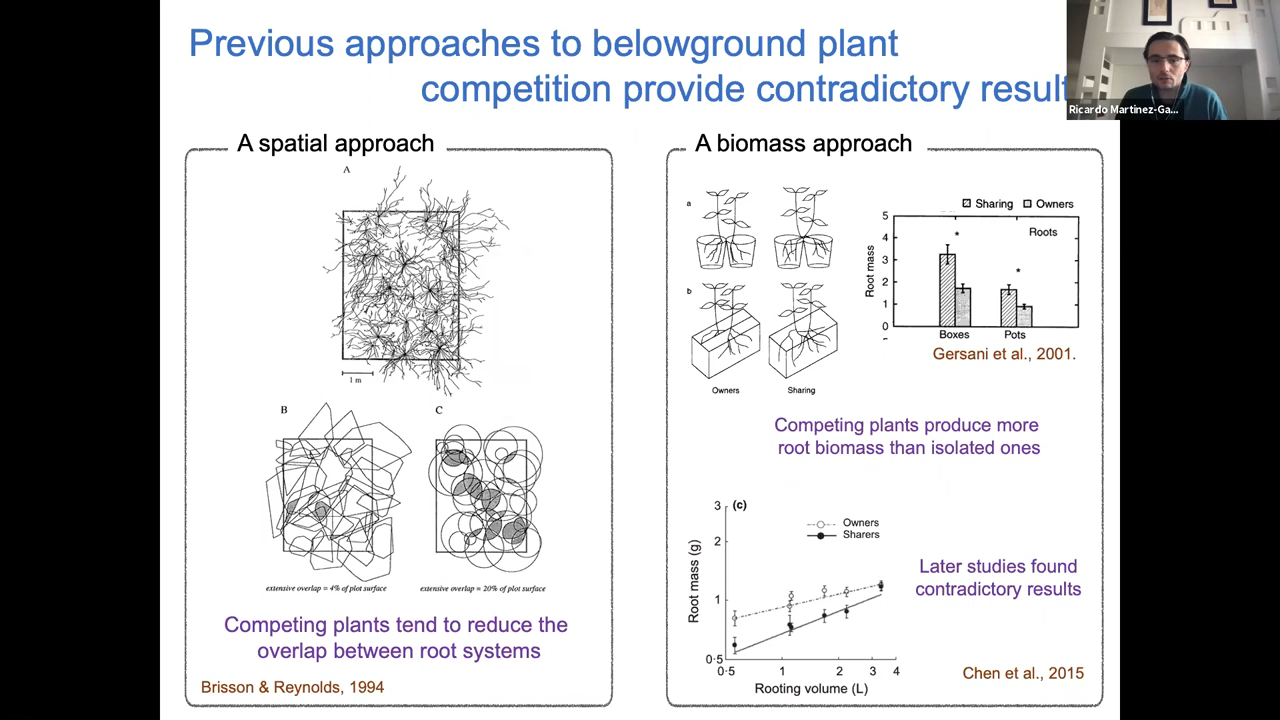 Previous approaches to belowground plant
competition provide contradictory result
Ricardo Martinez-Ga...
A spatial approach
A
1 m
B
C
extensive overlap = 4% of plot surface
extensive overlap = 20% of plot surface
Competing plants tend to reduce the
overlap between root systems
Brisson & Reynolds, 1994
A biomass approach
a
b
Owners
Sharing
Sharing
Owners
Roots
Root mass
5
4
3
2
1
0
*
*
Boxes
Pots
Gersani et al., 2001.
Competing plants produce more
root biomass than isolated ones
(c)
Owners
Sharers
Root mass (g)
3
2
1
0·5
0·5
1
2
3
4
Rooting volume (L)
Later studies found
contradictory results
Chen et al., 2015